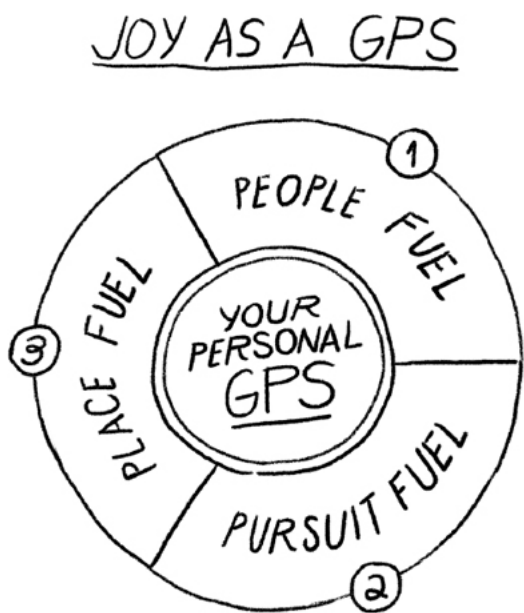 JOY AS A GPS
1
PEOPLE FUEL
YOUR
PERSONAL
GPS
3
PLACE FUEL
PURSUIT FUEL
2